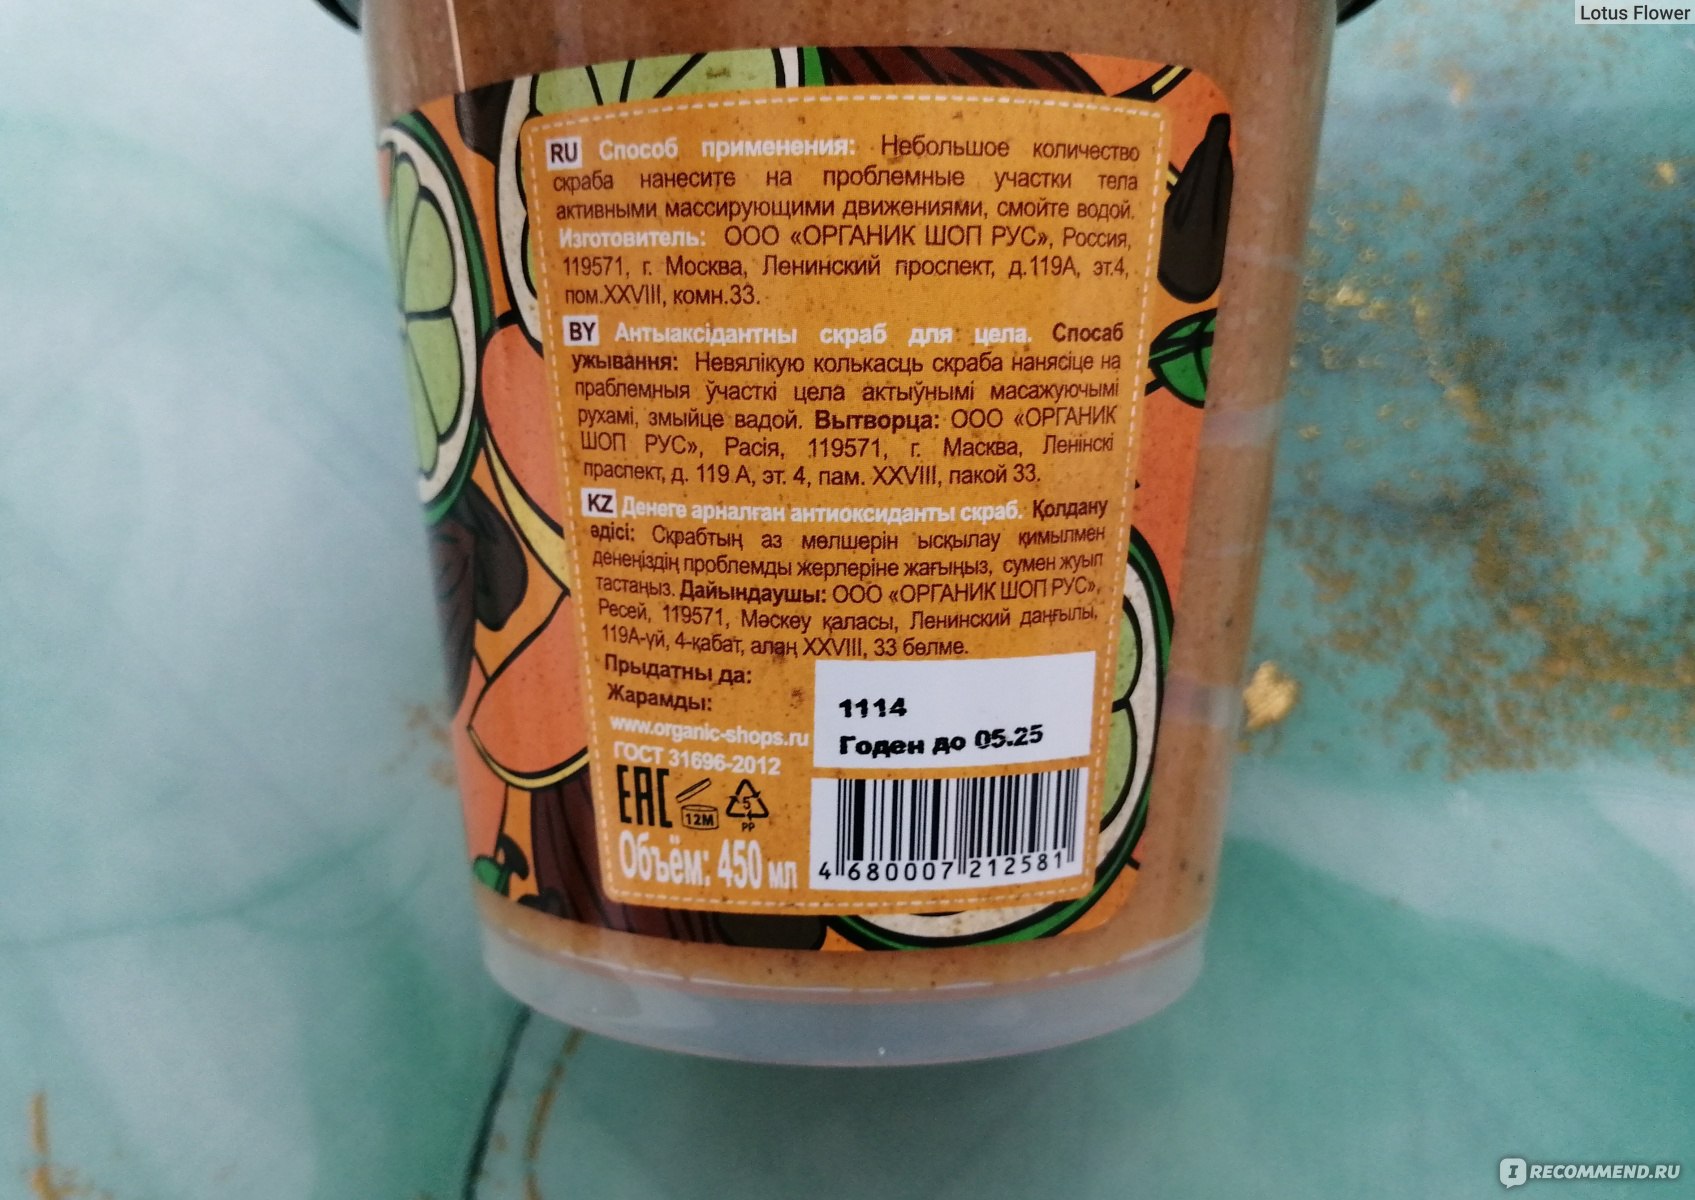 Lotus Flower
RU Способ применения: Небольшое количество
скраба нанесите на проблемные участки тела
активными массирующими движениями, смойте водой.
Изготовитель: ООО «ОРГАНИК ШОП РУС», Россия,
119571, г. Москва, Ленинский проспект, д.119А, эт.4,
пом.XXVIII, комн.33.
BY Антыаксідантны скраб для цела. Спосаб
ужывання: Невялікую колькасць скраба нанясіце на
праблемныя ўчасткі цела актыўнымі масажуючымі
рухамі, змыйце вадой. Вытворца: ООО «ОРГАНИК
ШОП РУС», Расія, 119571, г. Масква, Ленінскі
праспект, д. 119 А, эт. 4, пам. XXVIII, пакой 33.
KZ Денеге арналған антиоксиданты скраб. Қолдану
әдісі: Скрабтың аз мөлшерін ысқылау қимылмен
дененіздің проблемды жерлеріне жағыңыз, сумен жуып
тастаңыз. Дайындаушы: ООО «ОРГАНИК ШОП РУС»,
Ресей, 119571, Мәскеу қаласы, Ленинский даңғылы,
119А-үй, 4-қабат, алаң XXVIII, 33 бөлме.
Прыдатны да:
Жарамды:
1114
Годен до 05.25
www.organic-shops.ru
ГОСТ 31696-2012
EAC 12M 5 PP
Объём: 450 мл
4 680007 212581
IRECOMMEND.RU